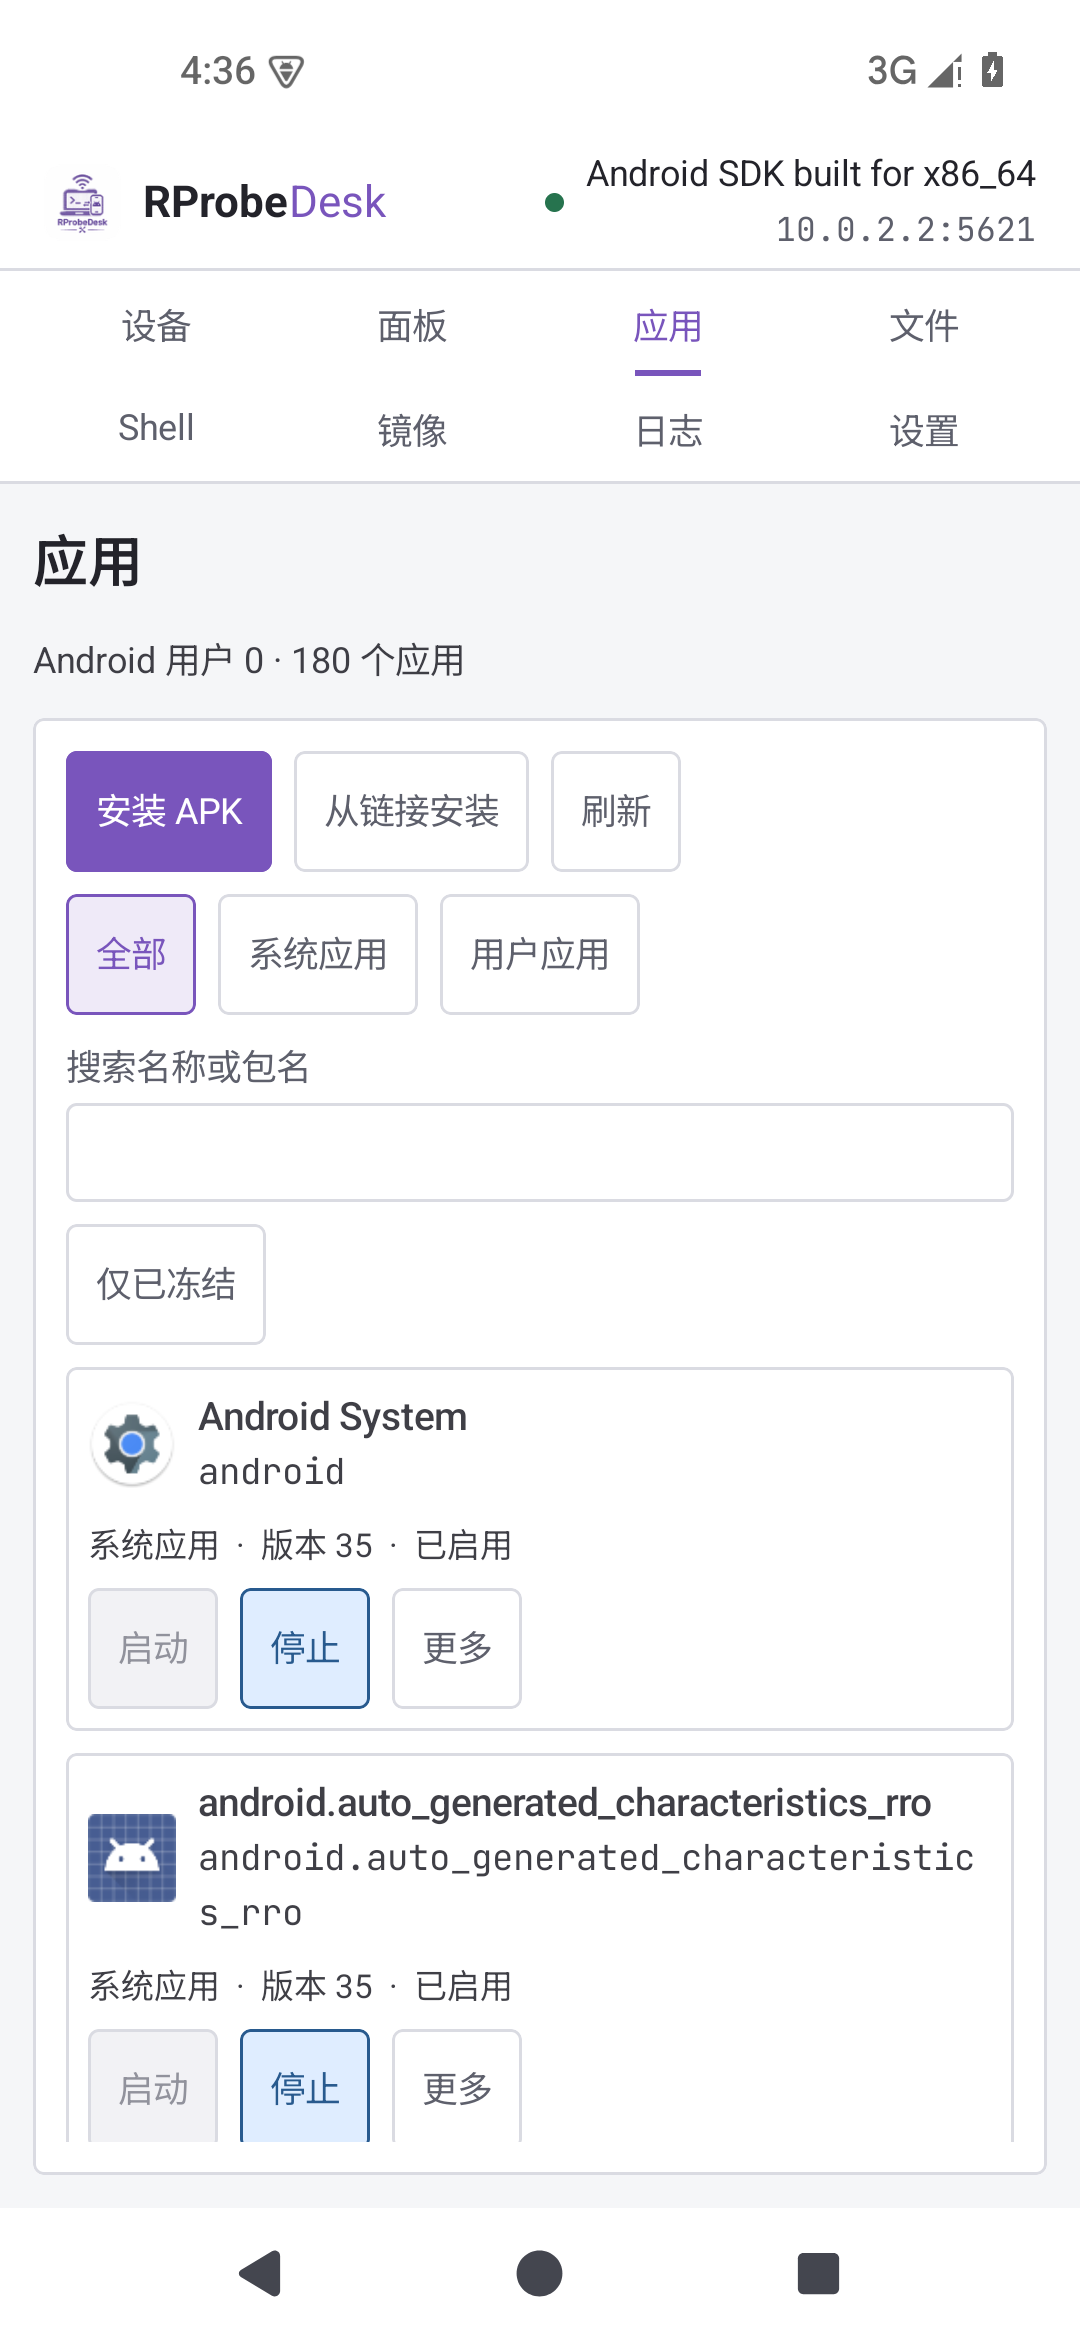 4:36
3G
RProbeDesk
RProbeDesk
Android SDK built for x86_64
10.0.2.2:5621
设备
面板
应用
文件
Shell
镜像
日志
设置
应用
Android 用户 0 · 180 个应用
安装 APK
从链接安装
刷新
全部
系统应用
用户应用
搜索名称或包名
仅已冻结
Android System
android
系统应用 · 版本 35 · 已启用
启动
停止
更多
android.auto_generated_characteristics_rro
android.auto_generated_characteristic
s_rro
系统应用 · 版本 35 · 已启用
启动
停止
更多